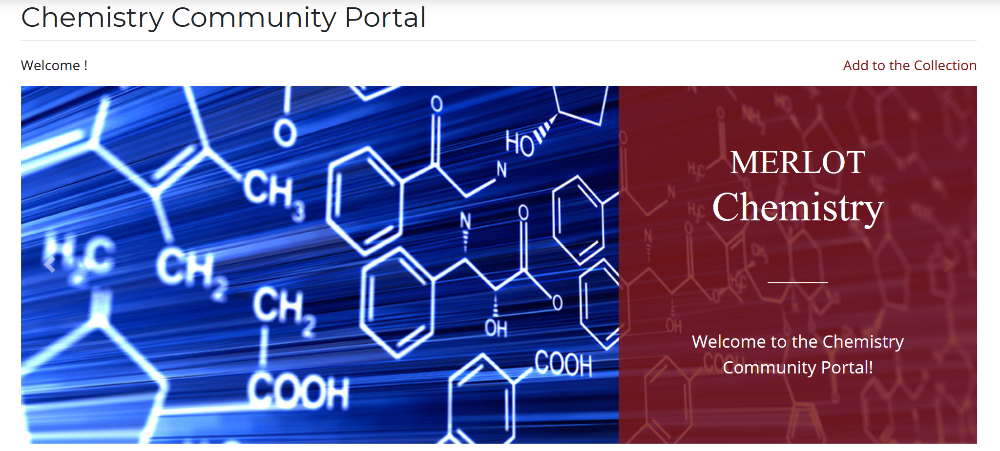 Chemistry Community Portal
Welcome !
Add to the Collection
O
O
HO
N
CH3
N
O
H2C
CH2
CH2
O
OH
COOH
COOH
MERLOT
Chemistry
Welcome to the Chemistry
Community Portal!